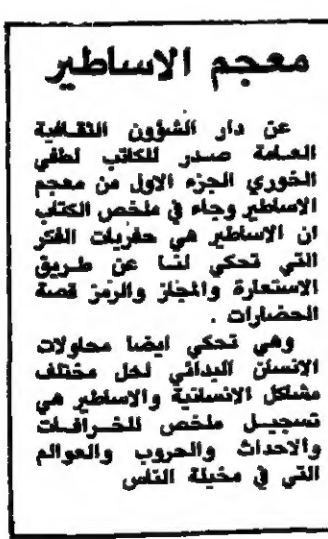 معجم الاساطير
عن دار الشؤون الثقافية
العامة صدر للكاتب لطفي
الخوري الجزء الاول من معجم
الاساطير وجاء في ملخص الكتاب
ان الاساطير هي حفريات الفكر
التي تحكي لنا عن طريق
الاستعارة والمجاز والرمز قصة
الحضارات .
وهي تحكي ايضا محاولات
الانسان البدائي لحل مختلف
مشاكل الانسانية والاساطير هي
تسجيل ملخص للخرافات
والاحداث والحروب والعوالم
التي في مخيلة الناس